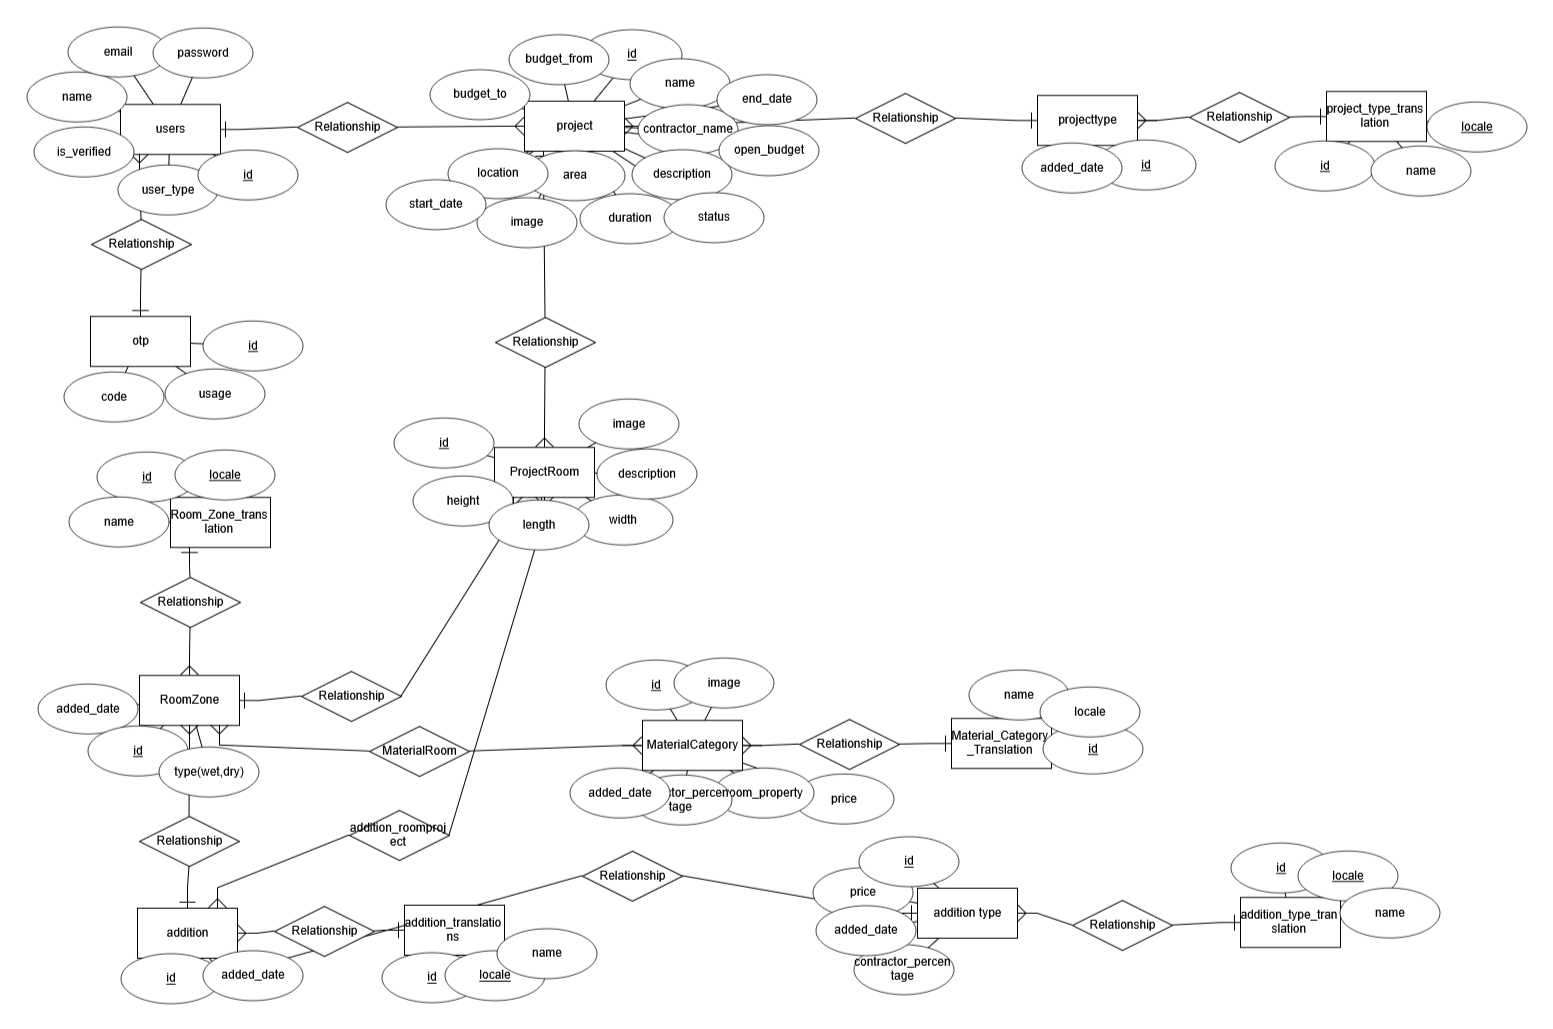 email
password
name
users
is_verified
user_type
id
Relationship
budget_from
id
budget_to
name
end_date
project
contractor_name
open_budget
location
area
description
start_date
image
duration
status
Relationship
projecttype
added_date
id
Relationship
project_type_trans
lation
locale
id
name
Relationship
otp
id
code
usage
Relationship
id
image
ProjectRoom
description
height
length
width
id
locale
name
Room_Zone_trans
lation
Relationship
RoomZone
added_date
id
type(wet,dry)
Relationship
MaterialRoom
id
image
MaterialCategory
added_date
tor_percen
tage
oom_property
price
Relationship
name
locale
Material_Category
_Translation
id
Relationship
addition_roomproj
ect
addition
id
added_date
Relationship
addition_translatio
ns
id
locale
name
Relationship
id
price
addition type
added_date
contractor_percen
tage
Relationship
id
locale
addition_type_tran
slation
name